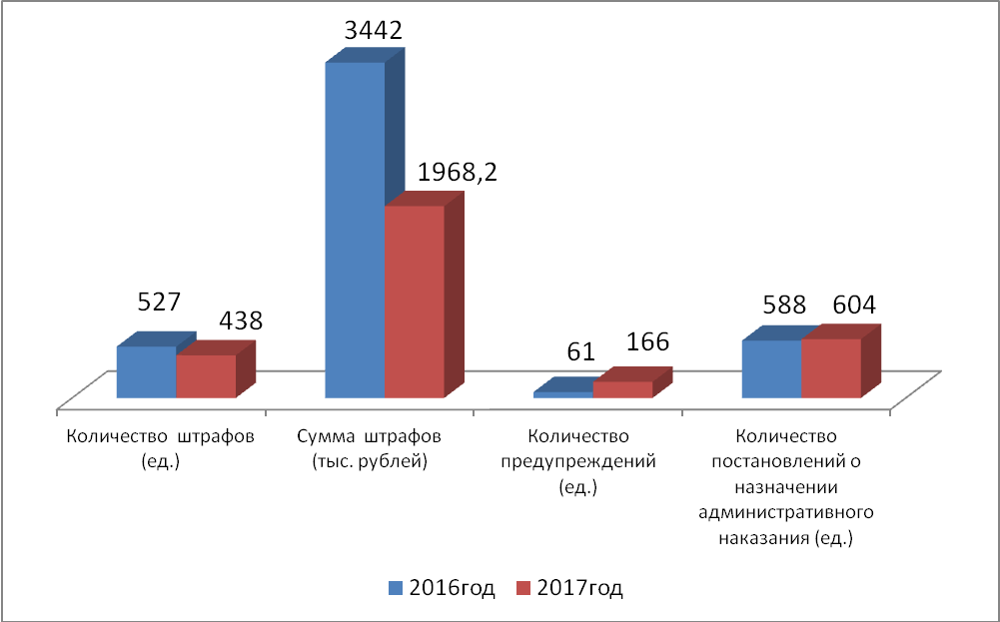 3442
1968,2
527
438
61
166
588
604
Количество штрафов
(ед.)
Сумма штрафов
(тыс. рублей)
Количество
предупреждений
(ед.)
Количество
постановлений о
назначении
административного
наказания (ед.)
2016год
2017год